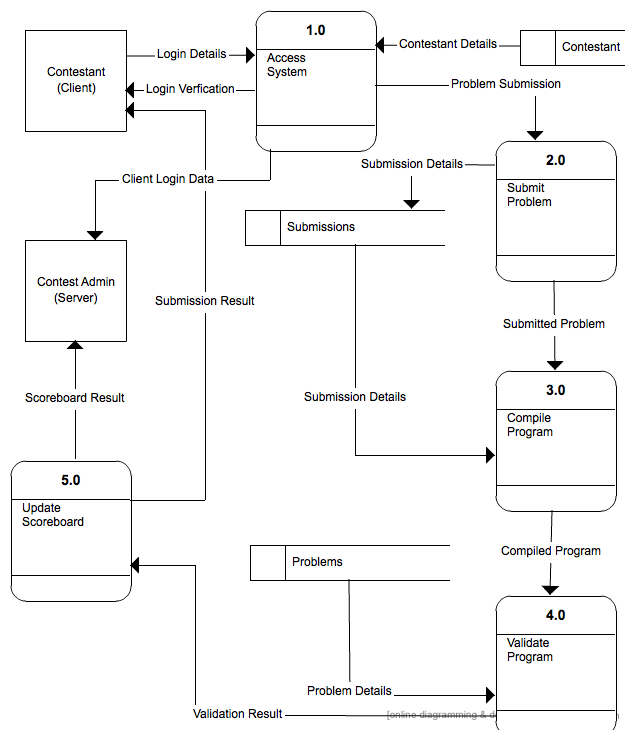 1.0
Access
System
Login Details
Contestant Details
Contestant
Contestant
(Client)
Login Verfication
Problem Submission
2.0
Submit
Problem
Submission Details
Client Login Data
Submissions
Contest Admin
(Server)
Submission Result
Submitted Problem
3.0
Compile
Program
Submission Details
Scoreboard Result
5.0
Update
Scoreboard
Compiled Program
Problems
4.0
Validate
Program
Problem Details
Validation Result
[online diagramming & d